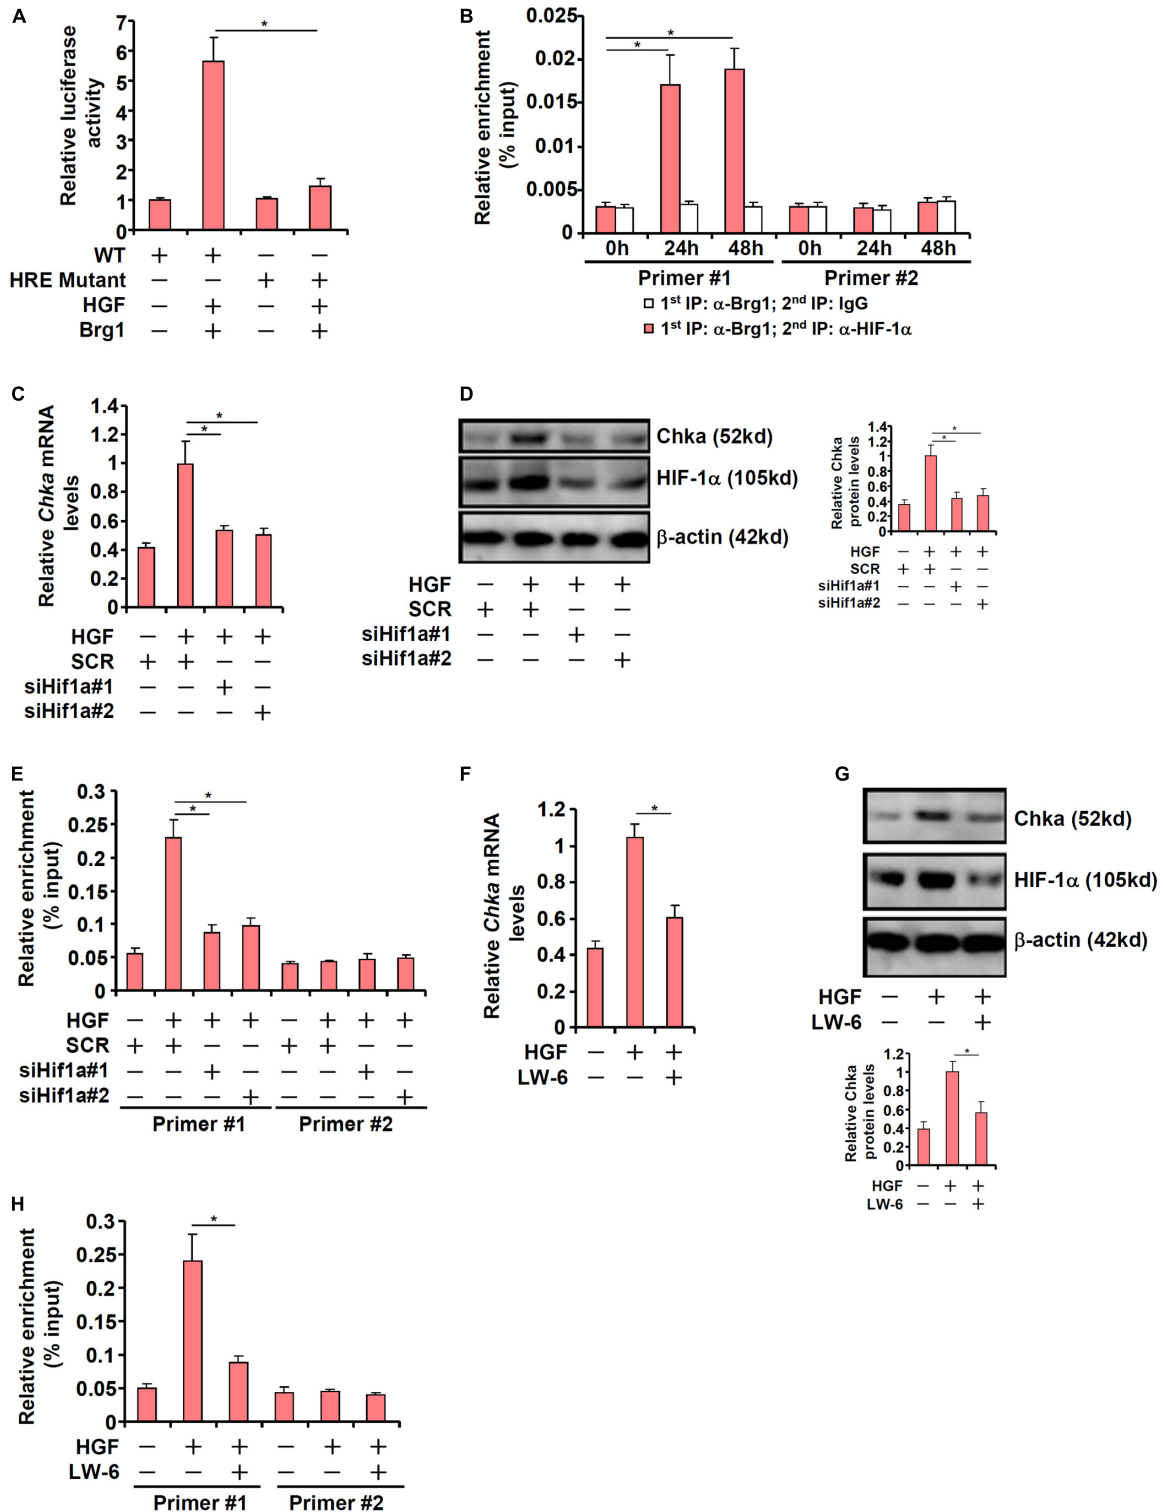 A
Relative luciferase
activity
7
6
5
4
3
2
1
0
*
WT + + − −
HRE Mutant − − + +
HGF − + − +
Brg1 − + − +
B
Relative enrichment
(% input)
0.025
0.02
0.015
0.01
0.005
0
*
*
0h 24h 48h 0h 24h 48h
Primer #1 Primer #2
1st IP: α-Brg1; 2nd IP: IgG
1st IP: α-Brg1; 2nd IP: α-HIF-1α
C
Relative Chka mRNA
levels
1.4
1.2
1
0.8
0.6
0.4
0.2
0
*
*
HGF − + + +
SCR + + − −
siHif1a#1 − − + −
siHif1a#2 − − − +
D
Chka (52kd)
HIF-1α (105kd)
β-actin (42kd)
HGF − + + +
SCR + + − −
siHif1a#1 − − + −
siHif1a#2 − − − +
Relative Chka
protein levels
1.4
1.2
1
0.8
0.6
0.4
0.2
0
*
*
HGF − + + +
SCR + + − −
siHif1a#1 − − + −
siHif1a#2 − − − +
E
Relative enrichment
(% input)
0.3
0.25
0.2
0.15
0.1
0.05
0
*
*
HGF − + + + − + + +
SCR + + − − + + − −
siHif1a#1 − − + − − − + −
siHif1a#2 − − − + − − − +
Primer #1 Primer #2
F
Relative Chka mRNA
levels
1.2
1
0.8
0.6
0.4
0.2
0
*
HGF − + +
LW-6 − − +
G
Chka (52kd)
HIF-1α (105kd)
β-actin (42kd)
HGF − + +
LW-6 − − +
Relative Chka
protein levels
1.2
1
0.8
0.6
0.4
0.2
0
*
HGF − + +
LW-6 − − +
H
Relative enrichment
(% input)
0.3
0.25
0.2
0.15
0.1
0.05
0
*
HGF − + + − + +
LW-6 − − + − − +
Primer #1 Primer #2